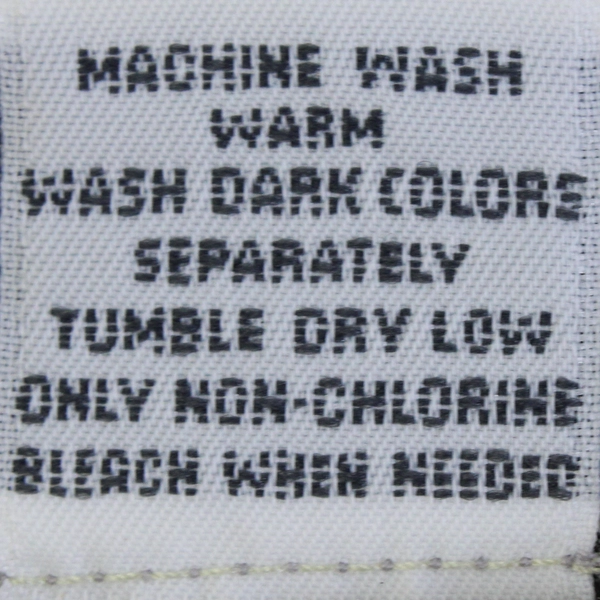 MACHINE WASH
WARM
WASH DARK COLORS
SEPARATELY
TUMBLE DRY LOW
ONLY NON-CHLORINE
BLEACH WHEN NEEDED